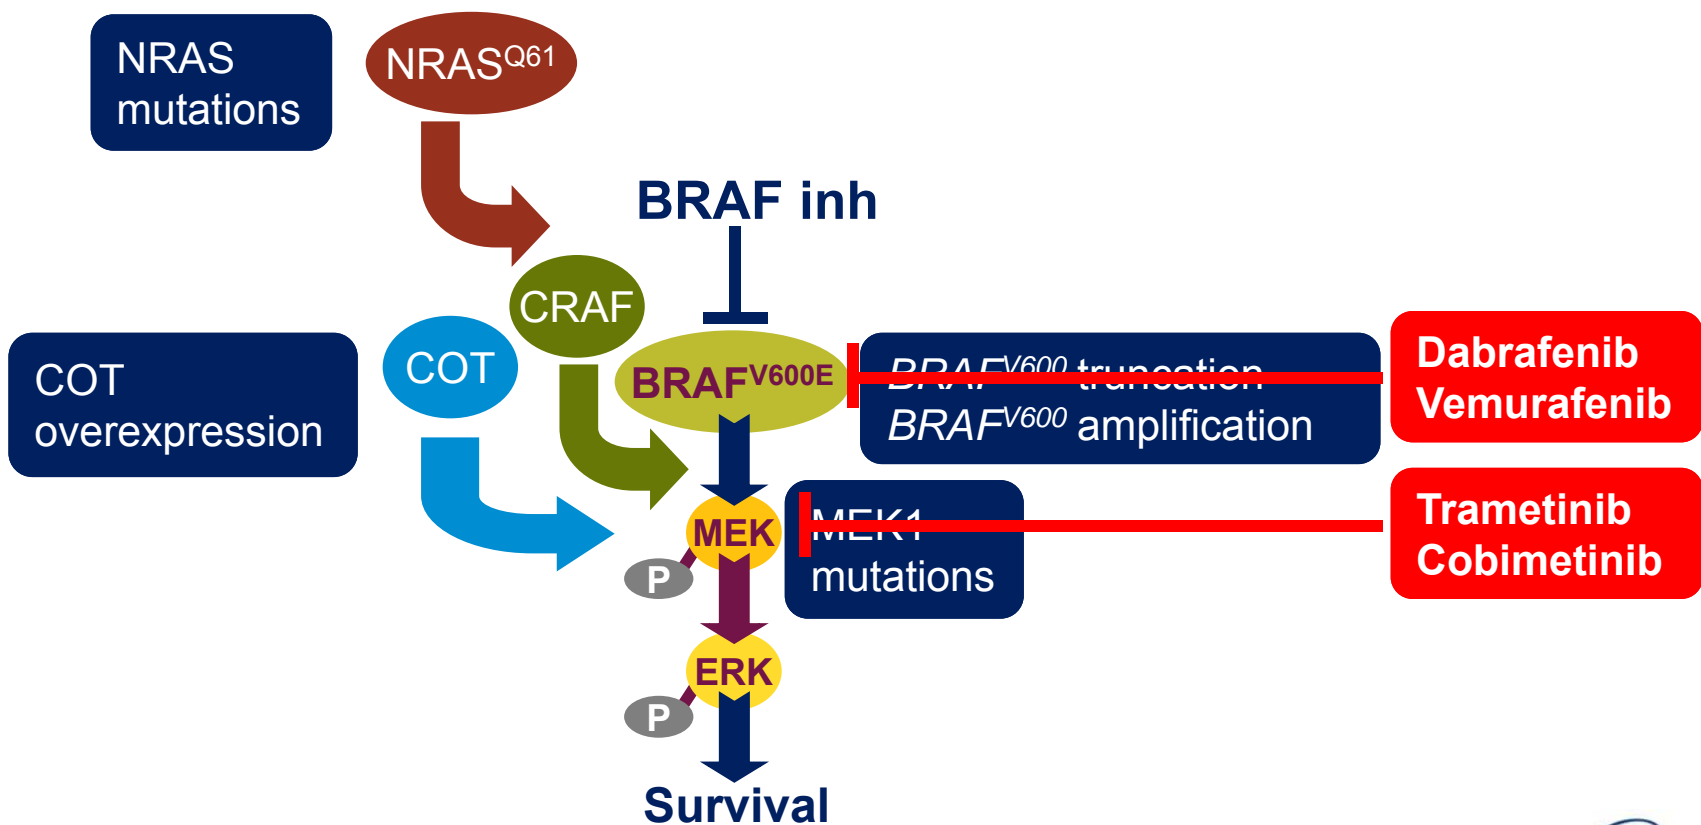 NRAS
mutations
NRASQ61
BRAF inh
CRAF
COT
overexpression
COT
BRAFV600E
BRAFV600 truncation
BRAFV600 amplification
Dabrafenib
Vemurafenib
MEK
P
MEK1
mutations
Trametinib
Cobimetinib
ERK
P
Survival